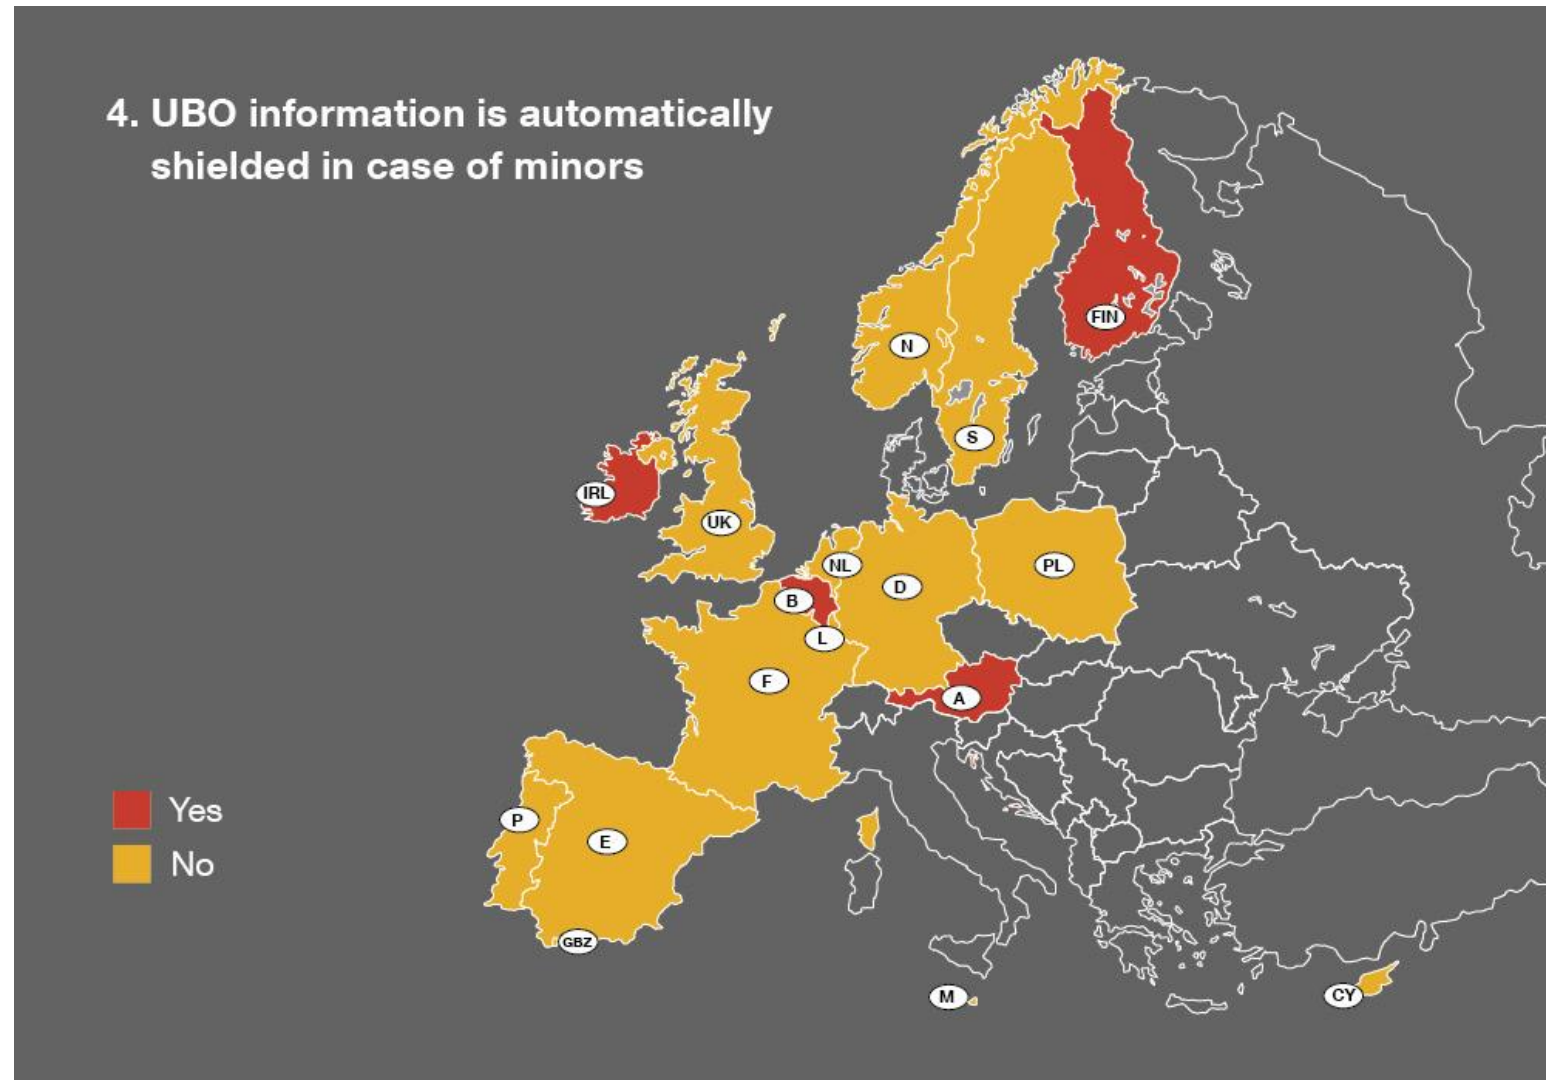 4. UBO information is automatically
shielded in case of minors
FIN
N
S
IRL
UK
NL
D
PL
B
L
F
A
P
E
GBZ
M
CY
Yes
No